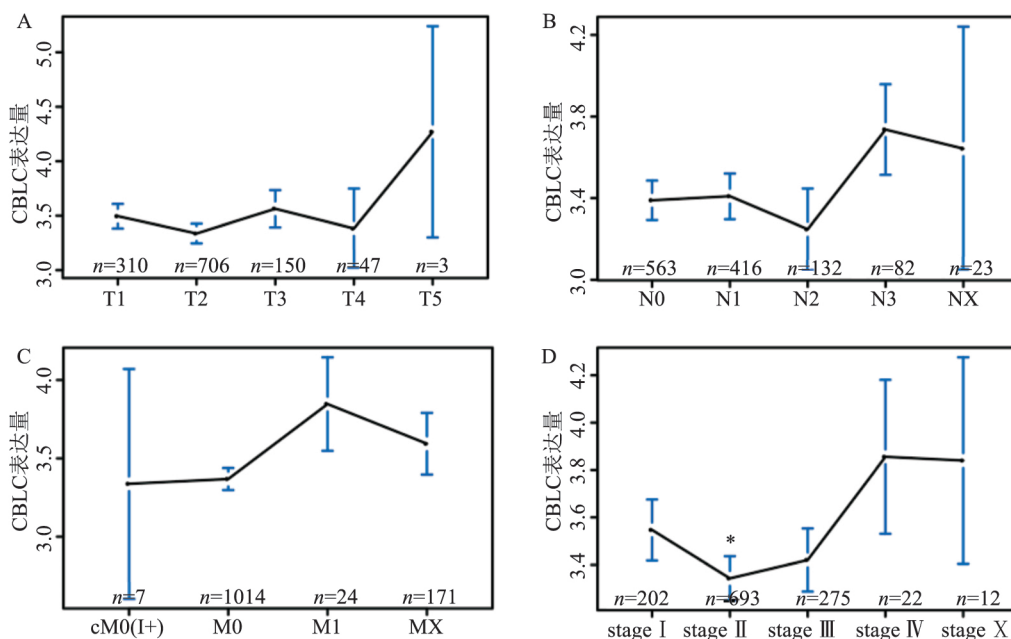 A
CBLC表达量
5.0
4.5
4.0
3.5
3.0
n=310 n=706 n=150 n=47 n=3
T1 T2 T3 T4 T5
B
CBLC表达量
4.2
3.8
3.4
3.0
n=563 n=416 n=132 n=82 n=23
N0 N1 N2 N3 NX
C
CBLC表达量
4.0
3.5
3.0
n=7 n=1014 n=24 n=171
cM0(I+) M0 M1 MX
D
CBLC表达量
4.2
4.0
3.8
3.6
3.4
*
n=202 n=693 n=275 n=22 n=12
stage Ⅰ stage Ⅱ stage Ⅲ stage Ⅳ stage Ⅹ